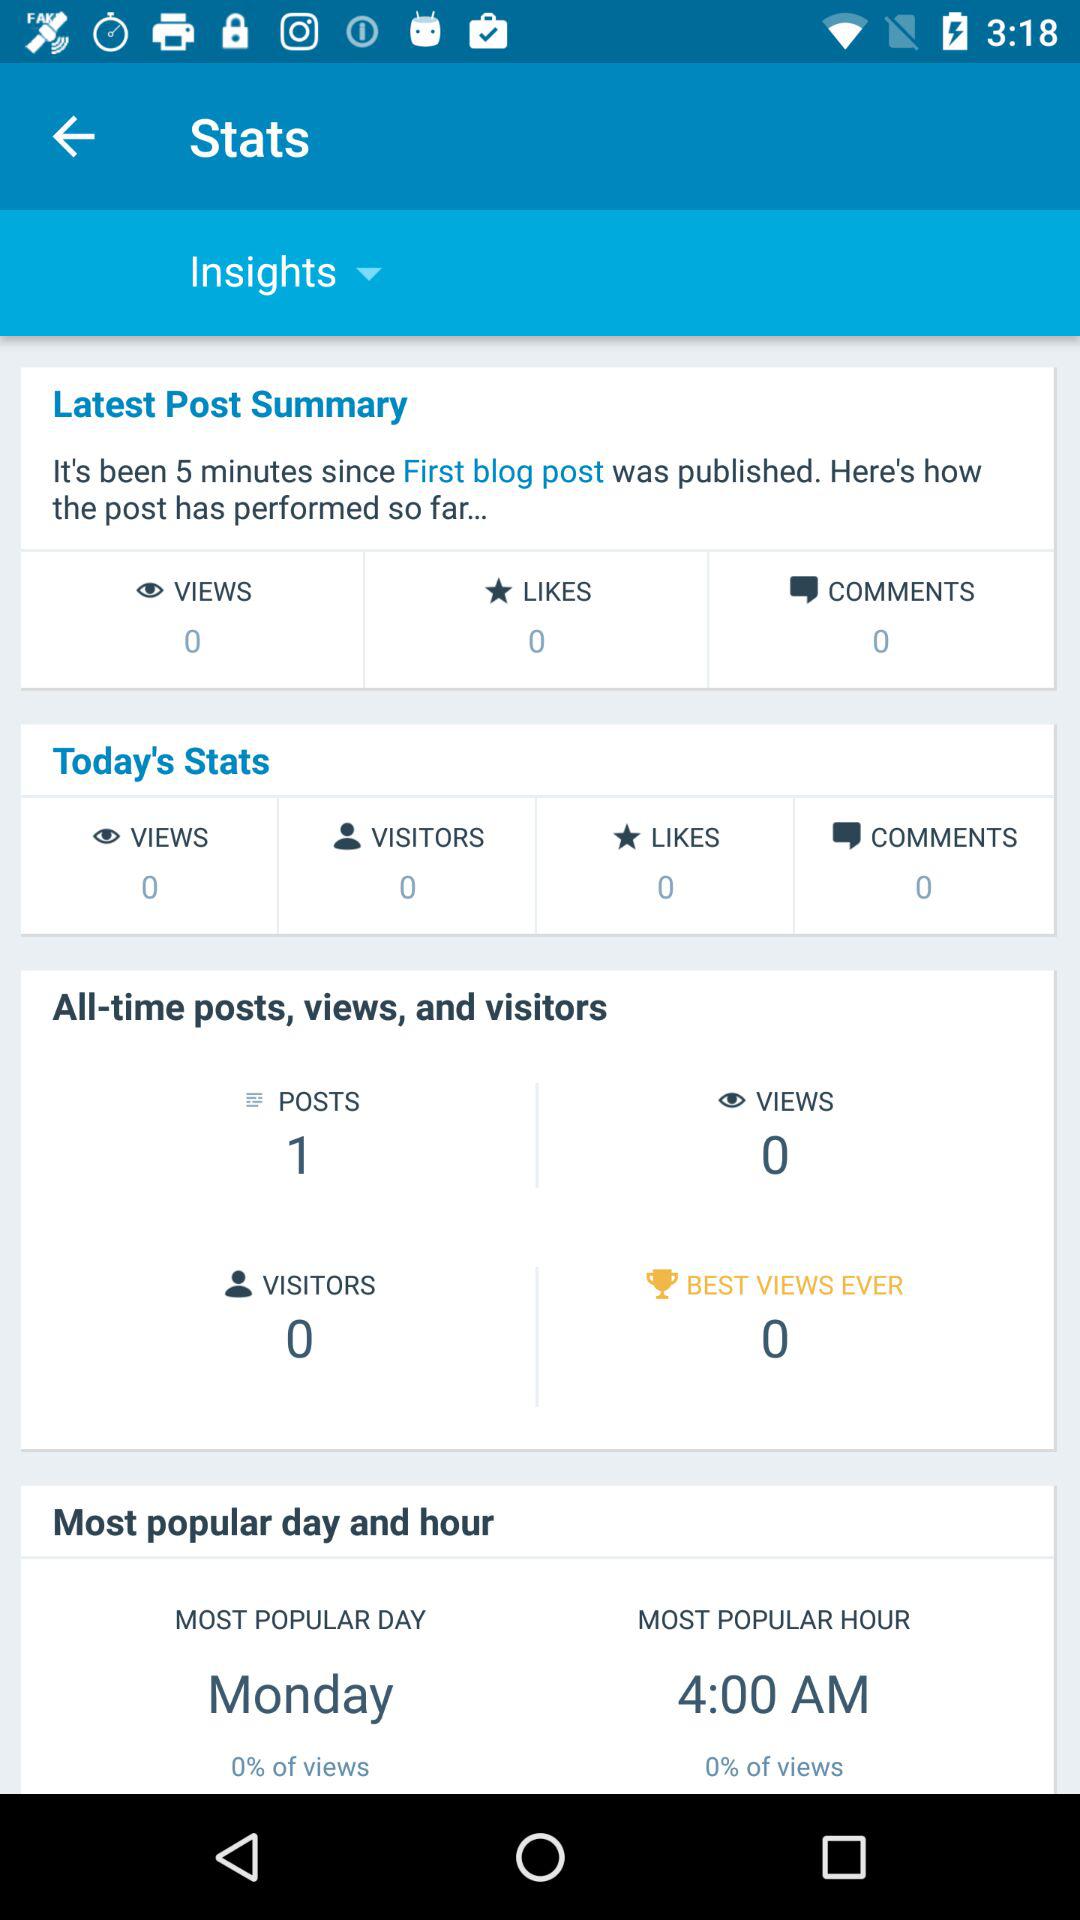 FAKE
3:18
Stats
Insights
Latest Post Summary
It's been 5 minutes since First blog post was published. Here's how
the post has performed so far...
VIEWS LIKES COMMENTS
0 0 0
Today's Stats
VIEWS VISITORS LIKES COMMENTS
0 0 0 0
All-time posts, views, and visitors
POSTS VIEWS
1 0
VISITORS BEST VIEWS EVER
0 0
Most popular day and hour
MOST POPULAR DAY MOST POPULAR HOUR
Monday 4:00 AM
0% of views 0% of views